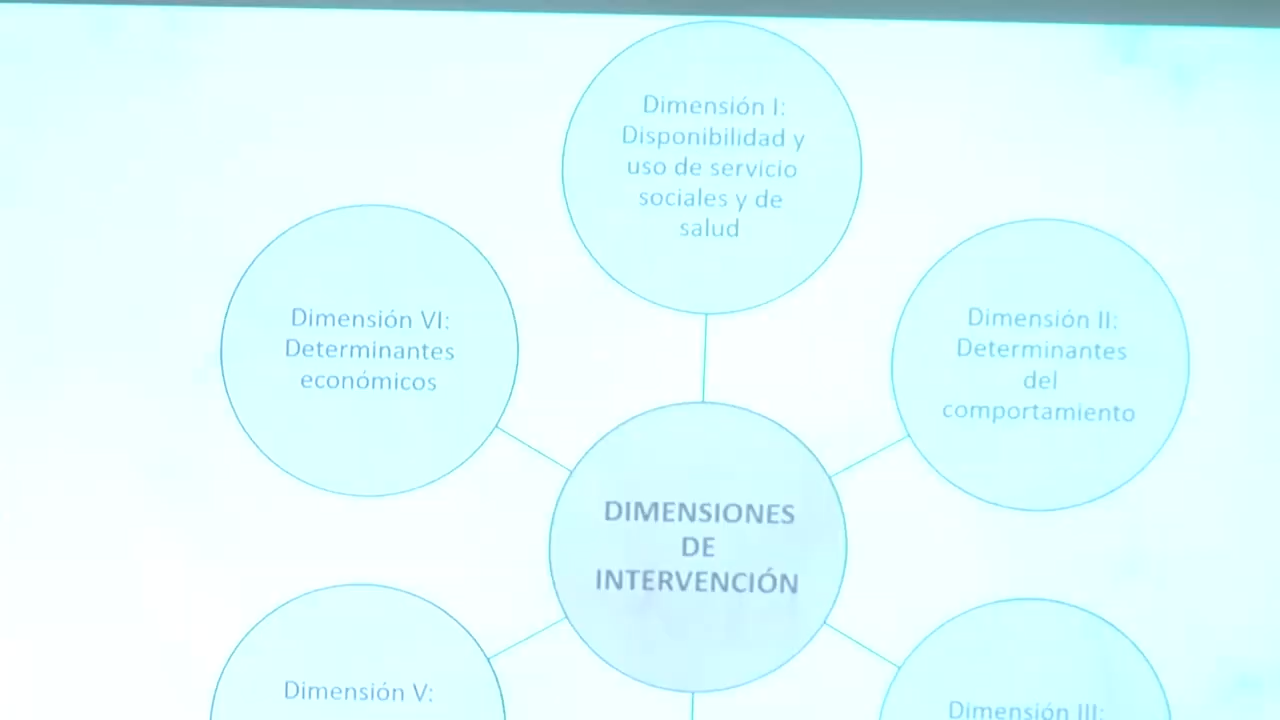 Dimensión I:
Disponibilidad y
uso de servicio
sociales y de
salud
Dimensión VI:
Determinantes
económicos
Dimensión II:
Determinantes
del
comportamiento
DIMENSIONES
DE
INTERVENCIÓN
Dimensión V:
Dimensión III: